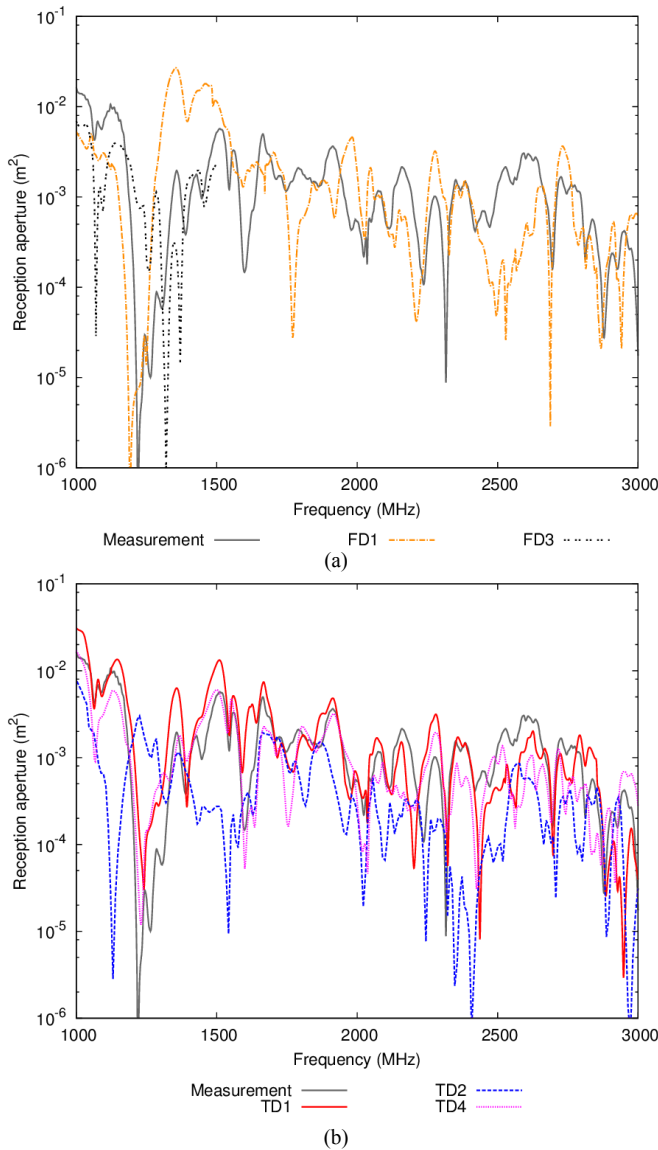 10⁻¹
10⁻²
10⁻³
10⁻⁴
10⁻⁵
10⁻⁶
Reception aperture (m²)
1000 1500 2000 2500 3000
Frequency (MHz)
Measurement FD1 FD3
(a)
10⁻¹
10⁻²
10⁻³
10⁻⁴
10⁻⁵
10⁻⁶
Reception aperture (m²)
1000 1500 2000 2500 3000
Frequency (MHz)
Measurement TD2
TD1 TD4
(b)